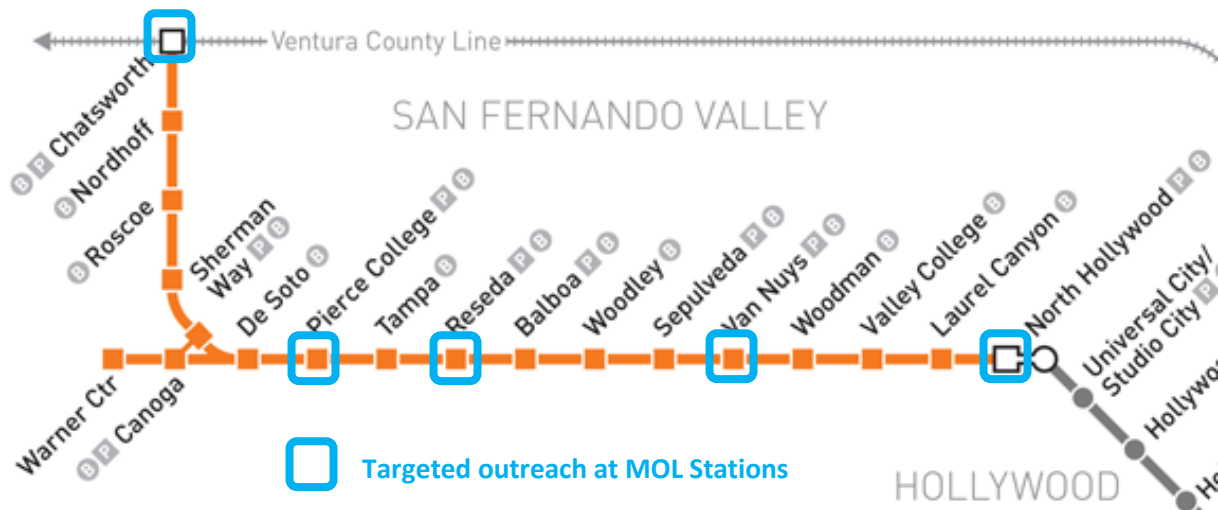 Ventura County Line
SAN FERNANDO VALLEY
B P Chatsworth
B Nordhoff
B Roscoe
Sherman
Way P B
De Soto B
Pierce College P B
Tampa B
Reseda P B
Balboa P B
Woodley B
Sepulveda P B
Van Nuys P B
Woodman B
Valley College B
Laurel Canyon B
North Hollywood P B
Universal City/
Studio City P
Warner Ctr
B P Canoga
Targeted outreach at MOL Stations
HOLLYWOOD